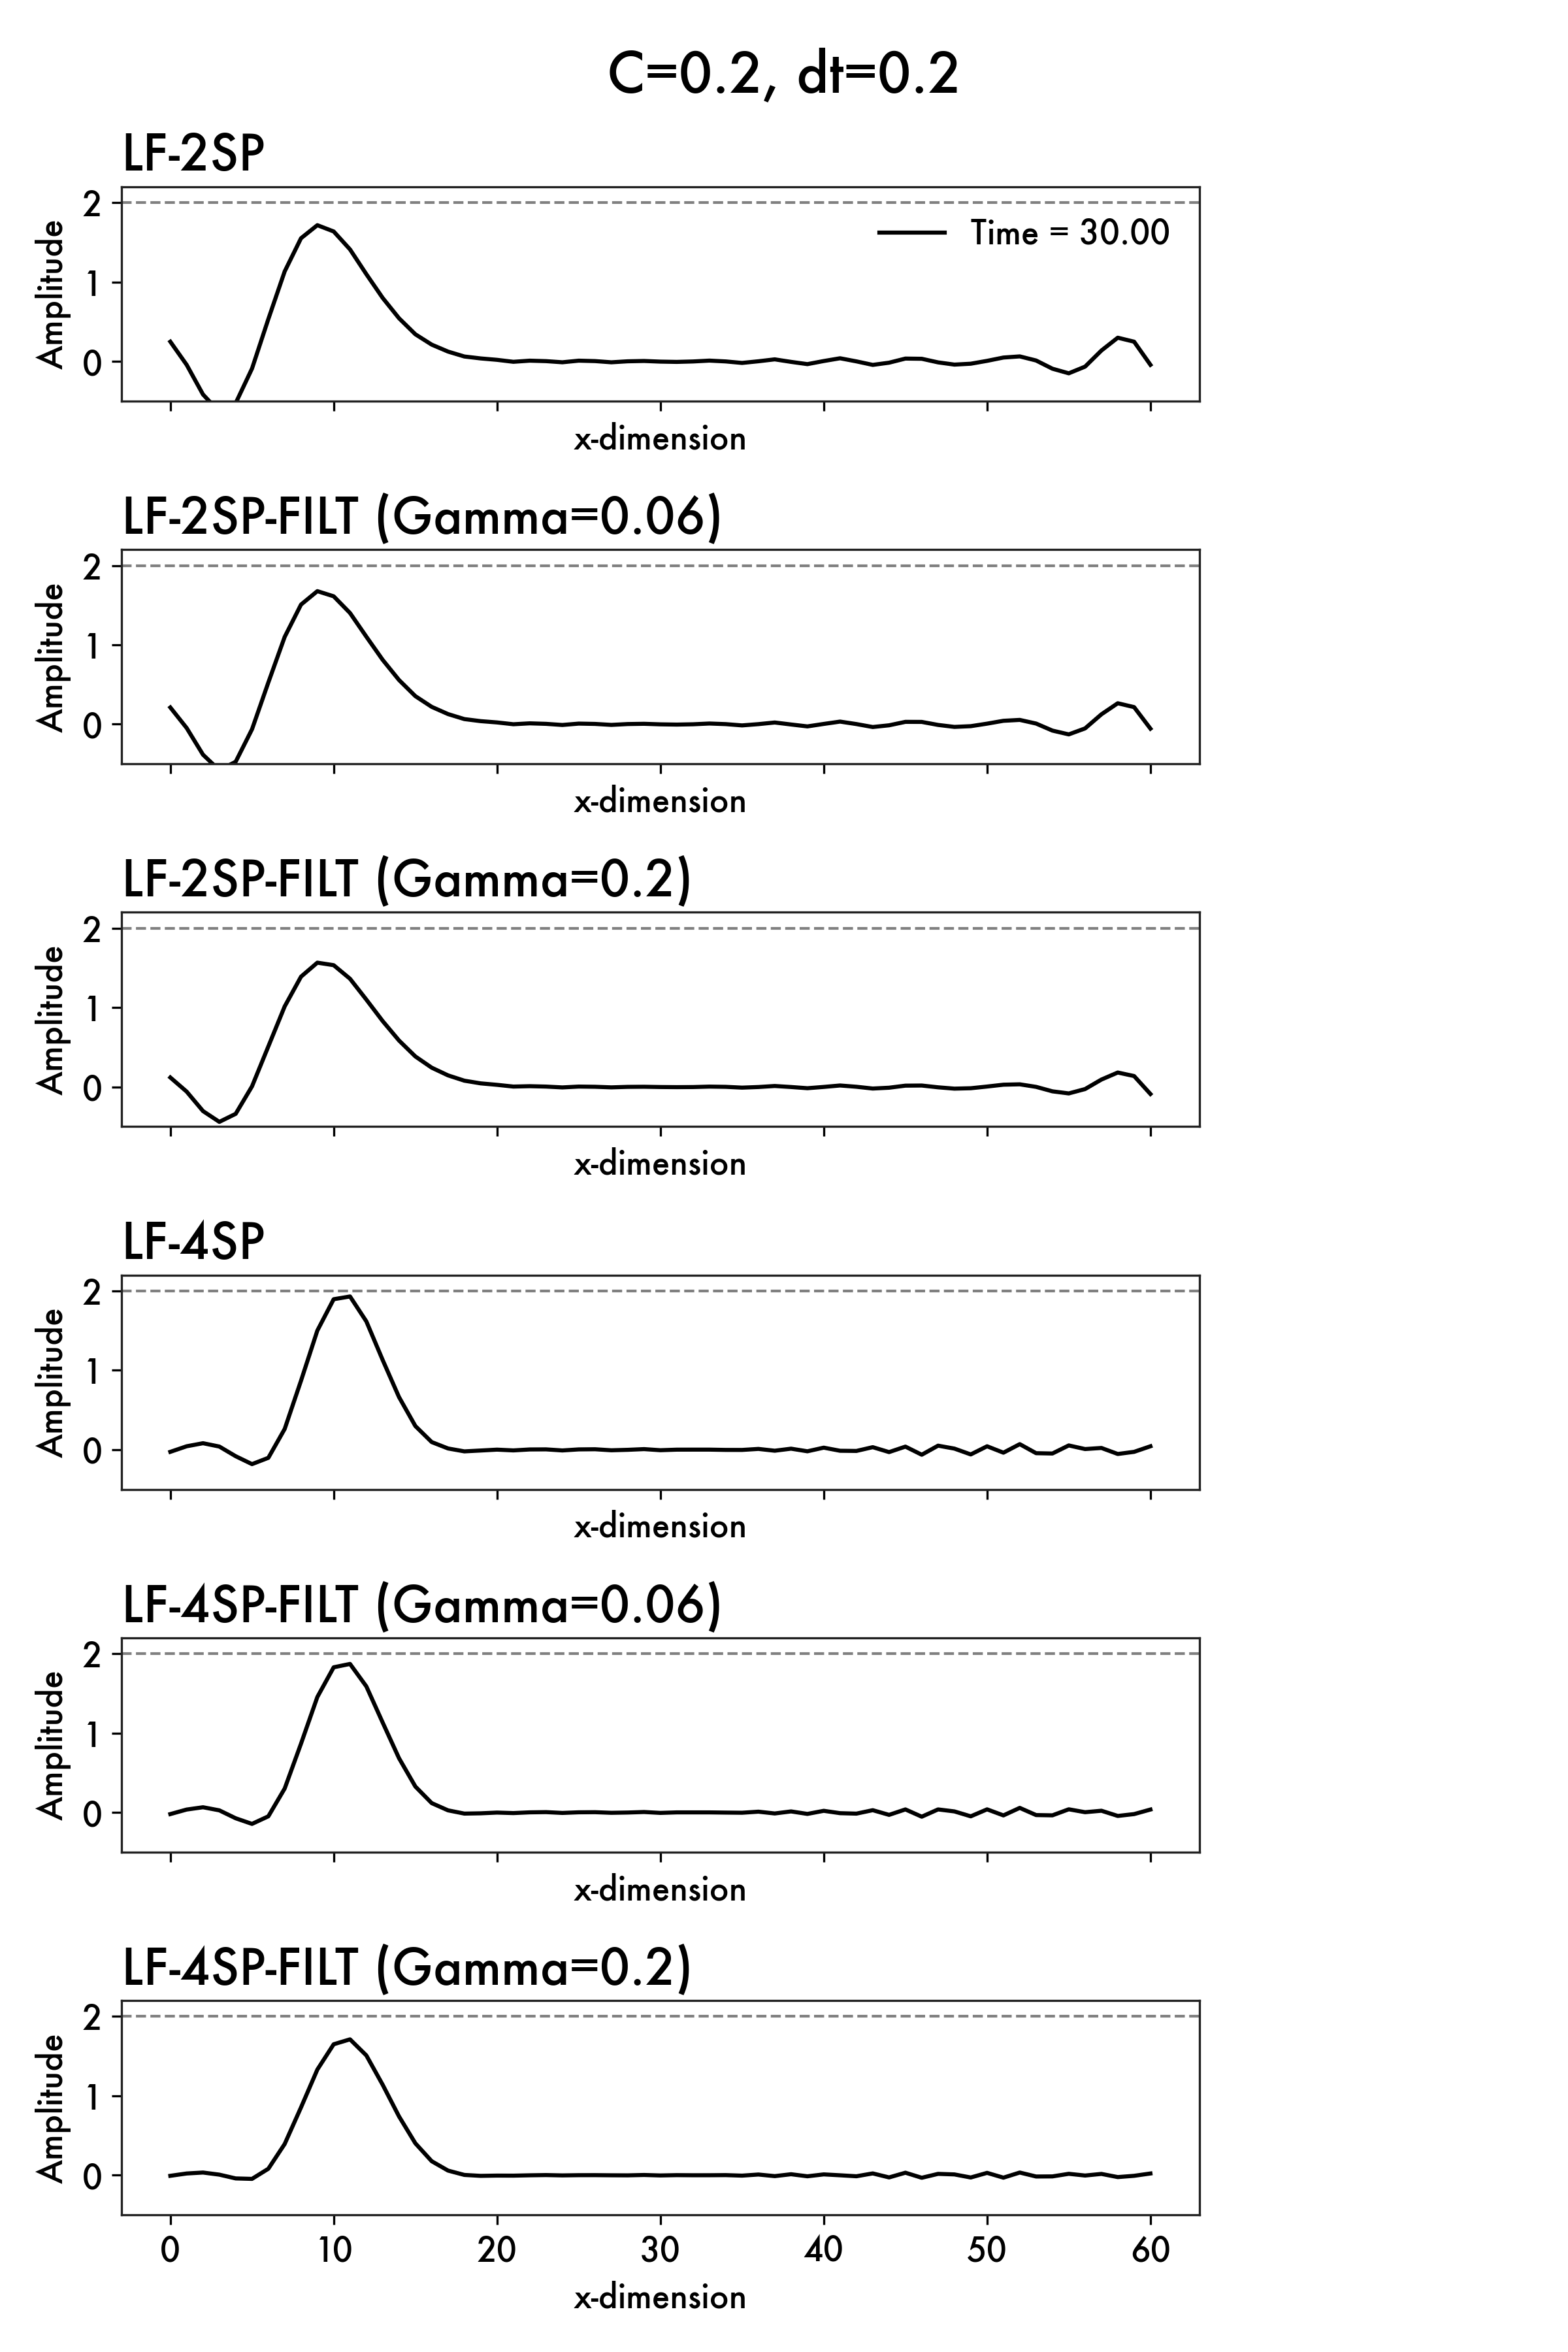 C=0.2, dt=0.2
LF-2SP
2
1
0
Amplitude
Time = 30.00
x-dimension
LF-2SP-FILT (Gamma=0.06)
2
1
0
Amplitude
x-dimension
LF-2SP-FILT (Gamma=0.2)
2
1
0
Amplitude
x-dimension
LF-4SP
2
1
0
Amplitude
x-dimension
LF-4SP-FILT (Gamma=0.06)
2
1
0
Amplitude
x-dimension
LF-4SP-FILT (Gamma=0.2)
2
1
0
Amplitude
0 10 20 30 40 50 60
x-dimension